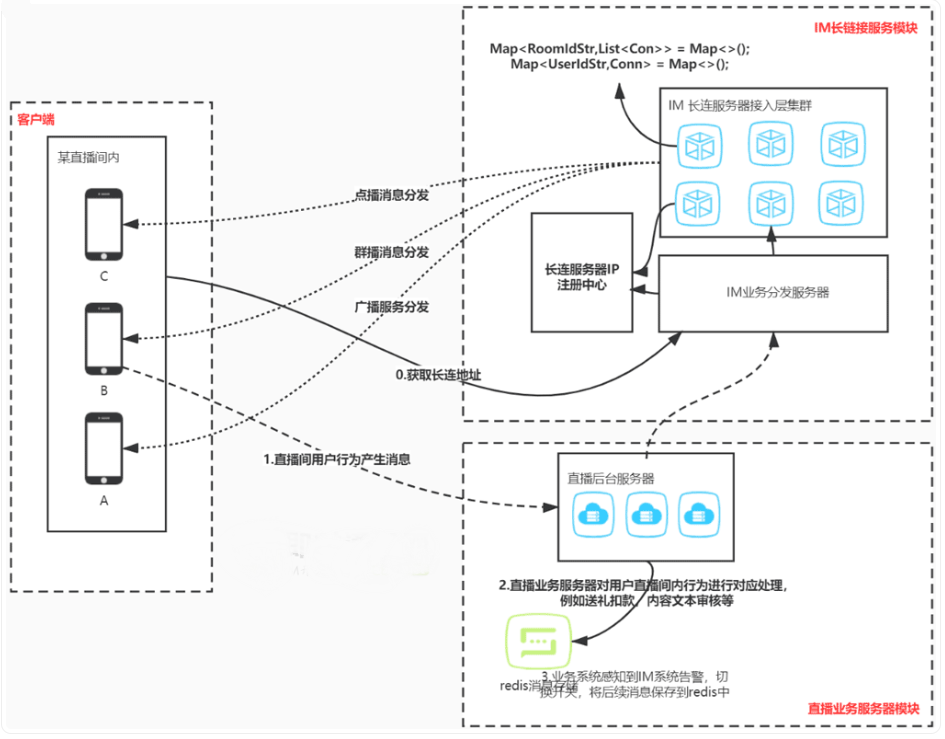 IM长链接服务模块
Map<RoomIdStr,List<Con>> = Map<>();
Map<UserIdStr,Conn> = Map<>();
IM 长连服务器接入层集群
客户端
某直播间内
点播消息分发
C
群播消息分发
长连服务器IP
注册中心
IM业务分发服务器
广播服务分发
B
0.获取长连地址
1.直播间用户行为产生消息
A
直播后台服务器
2.直播业务服务器对用户直播间内行为进行对应处理，
例如送礼扣款，内容文本审核等
redis消息存储
3.业务系统感知到IM系统告警，切
换开关，将后续消息保存到redis中
直播业务服务器模块